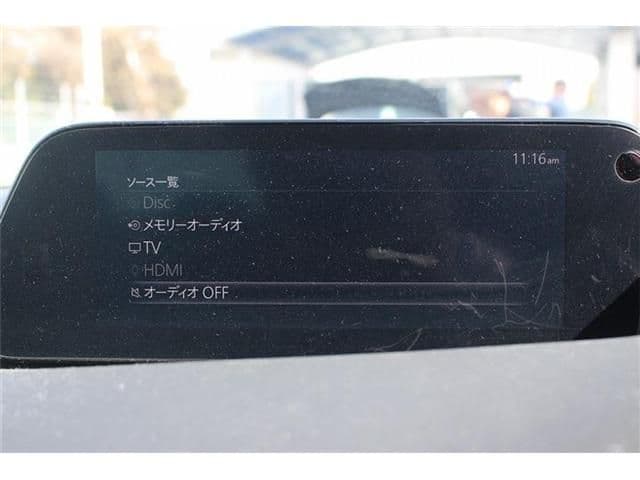 11:16am
ソース一覧
Disc
メモリーオーディオ
TV
HDMI
オーディオ OFF